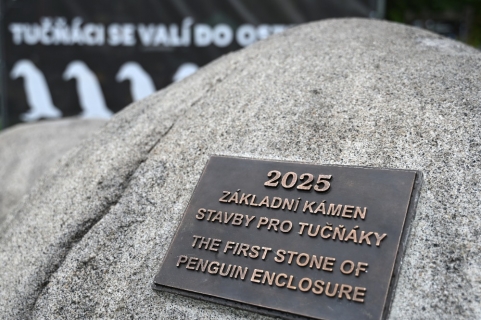 TUČŇÁCI SE VALÍ DO
2025
ZÁKLADNÍ KÁMEN
STAVBY PRO TUČŇÁKY
THE FIRST STONE OF
PENGUIN ENCLOSURE